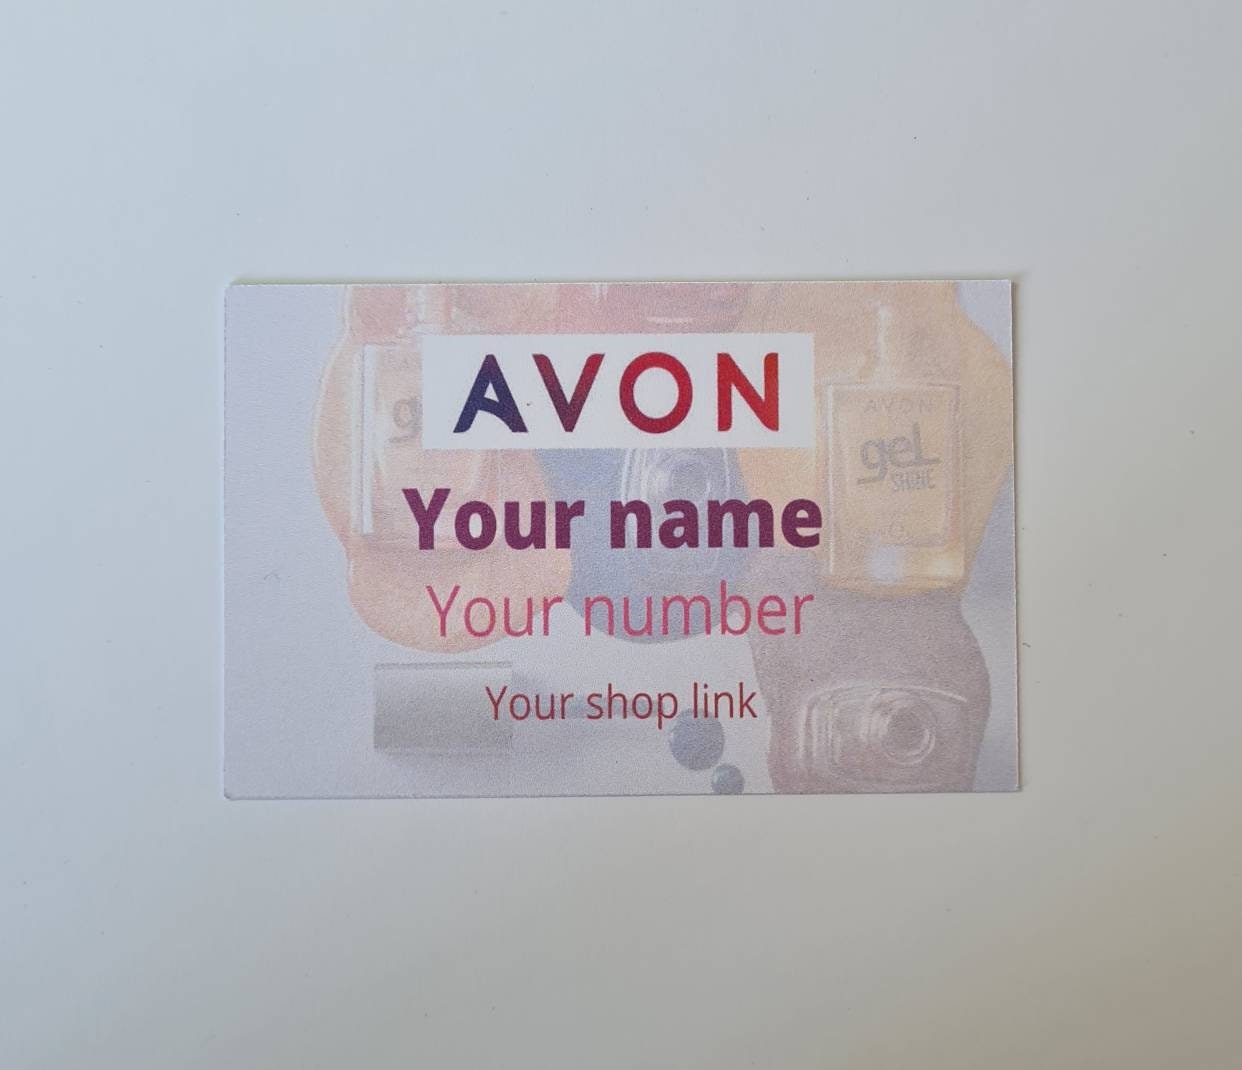 AVON
Your name
Your number
Your shop link
AVON
gel
SHINE
g